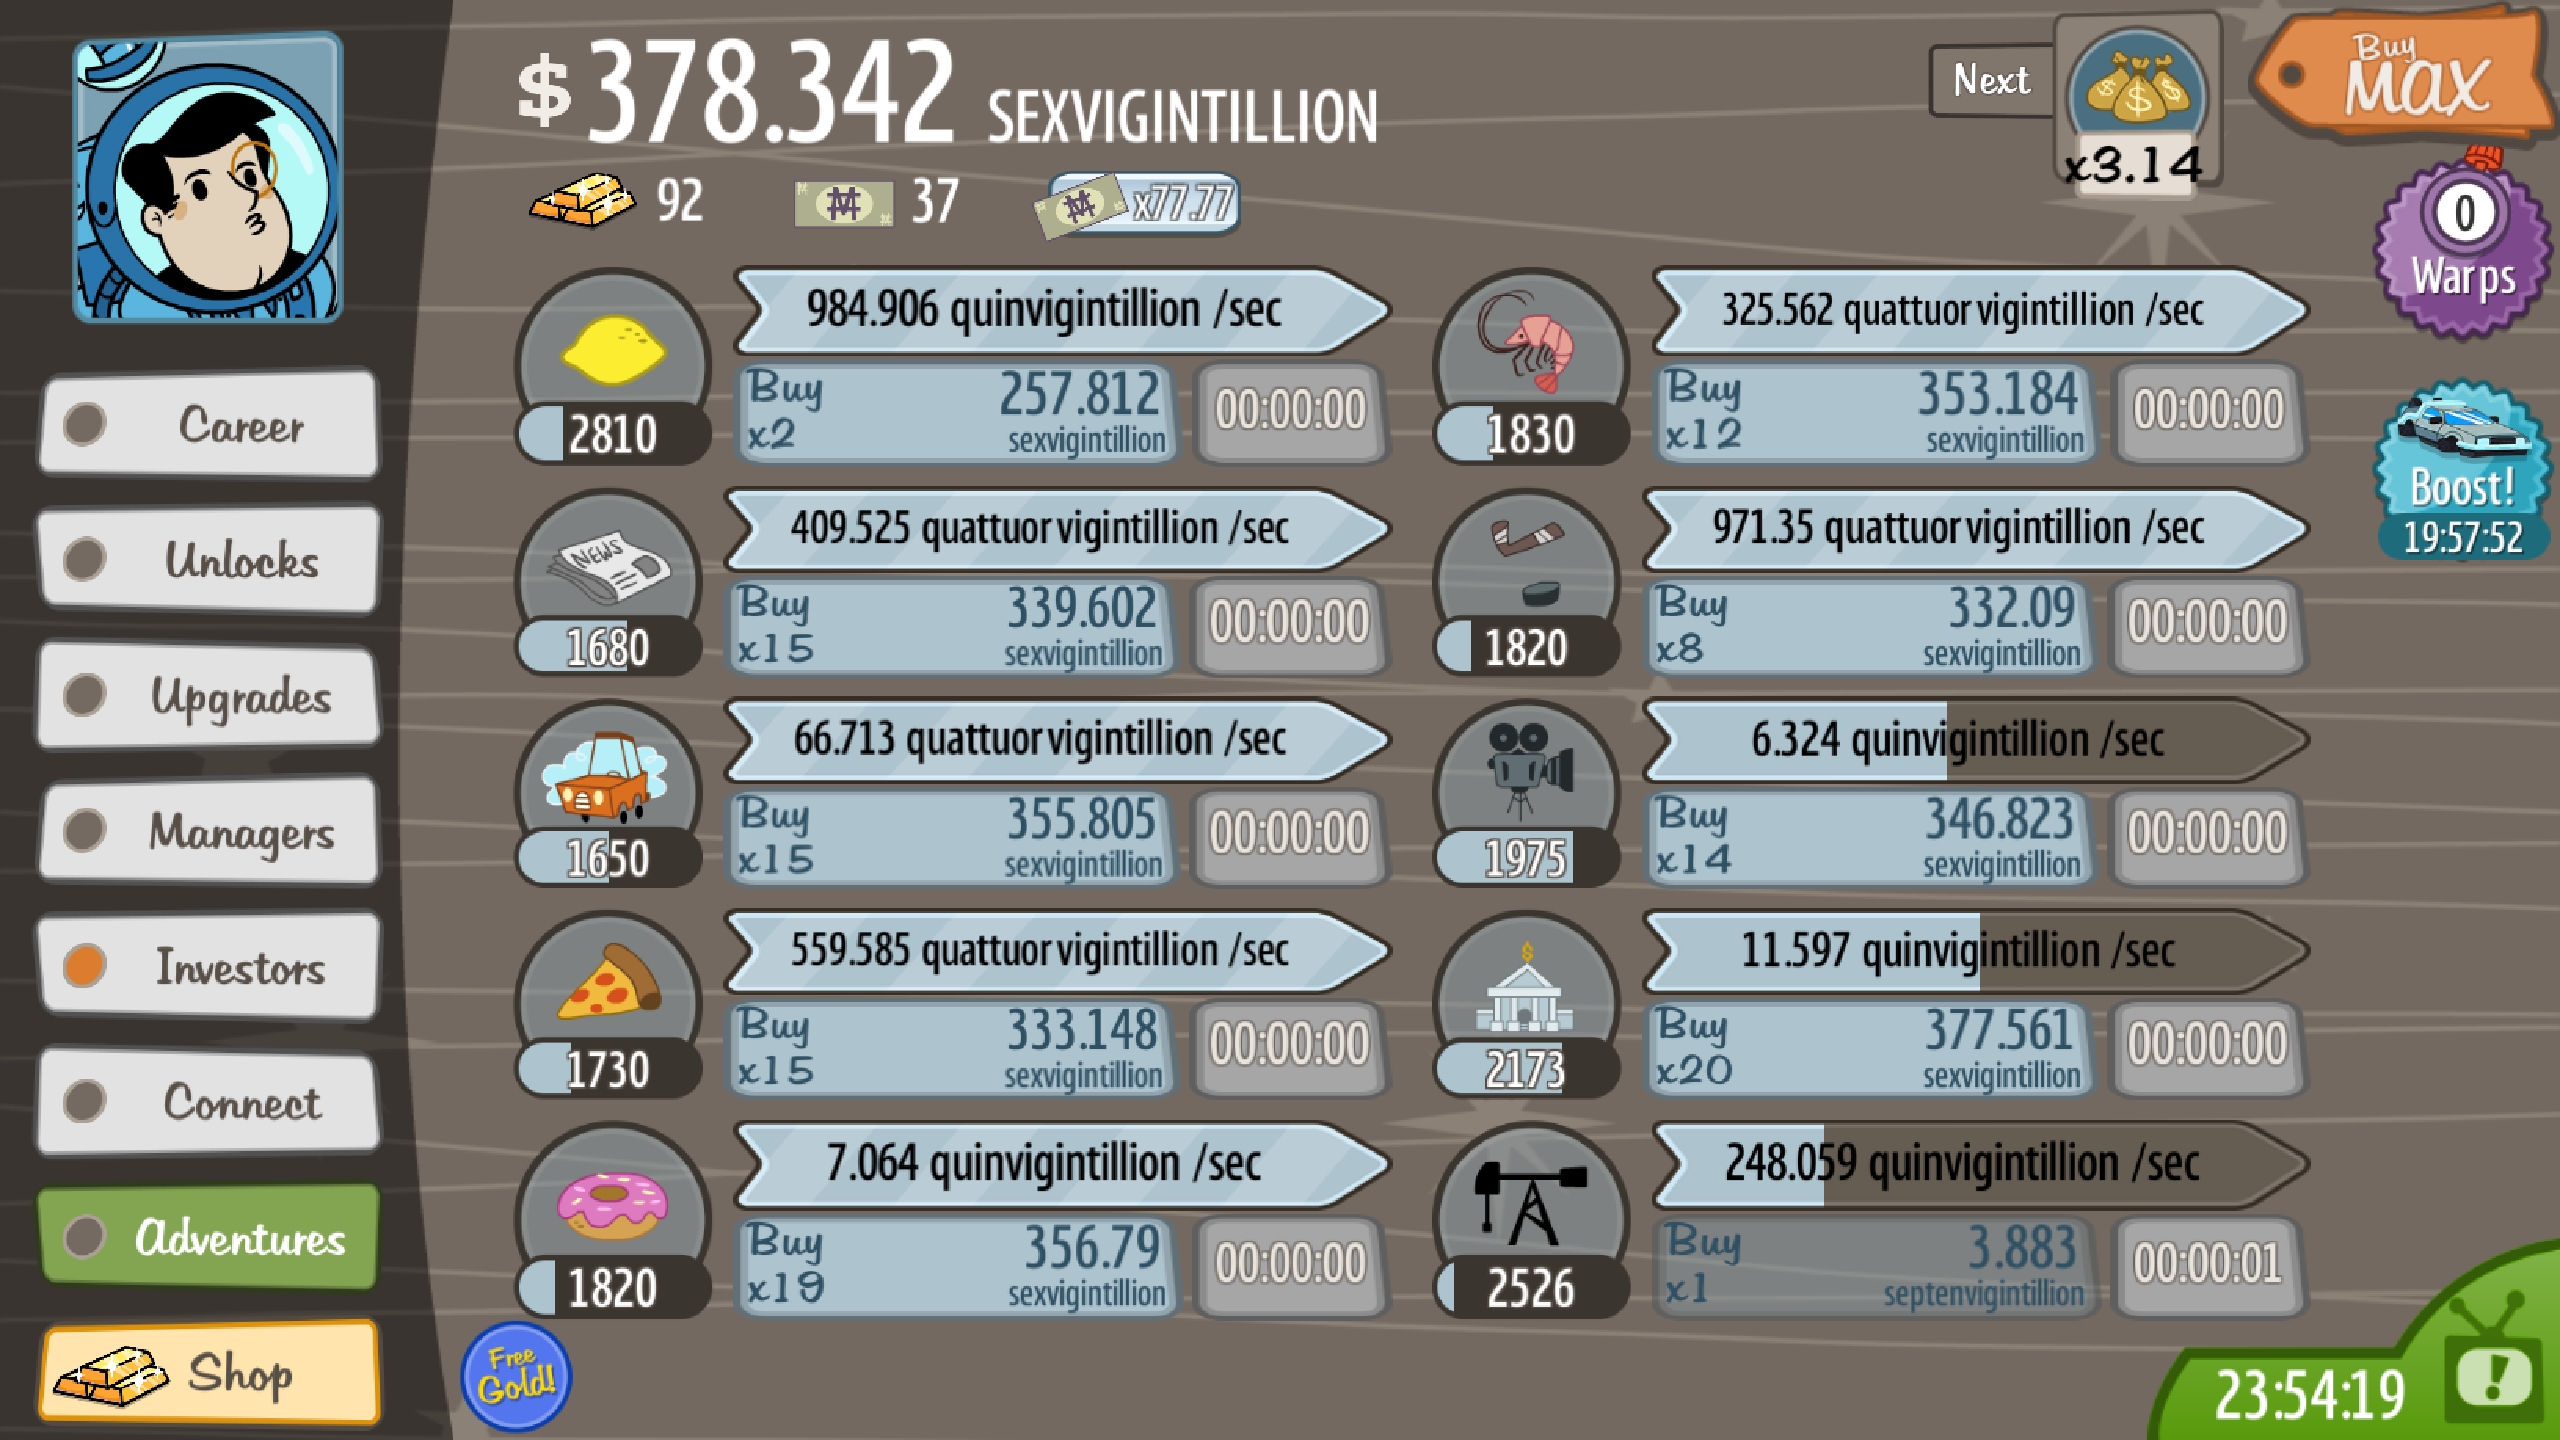 $ 378.342 SEXVIGINTILLION
92 37 x77.77
Next
x3.14
Buy
MAX
0
Warps
Boost!
19:57:52
Career
Unlocks
Upgrades
Managers
Investors
Connect
Adventures
Shop
984.906 quinvigintillion /sec
2810
Buy
x2
257.812
sexvigintillion
00:00:00
325.562 quattuorvigintillion /sec
1830
Buy
x12
353.184
sexvigintillion
00:00:00
NEWS
409.525 quattuorvigintillion /sec
1680
Buy
x15
339.602
sexvigintillion
00:00:00
971.35 quattuorvigintillion /sec
1820
Buy
x8
332.09
sexvigintillion
00:00:00
66.713 quattuorvigintillion /sec
1650
Buy
x15
355.805
sexvigintillion
00:00:00
6.324 quinvigintillion /sec
1975
Buy
x14
346.823
sexvigintillion
00:00:00
559.585 quattuorvigintillion /sec
1730
Buy
x15
333.148
sexvigintillion
00:00:00
11.597 quinvigintillion /sec
2173
Buy
x20
377.561
sexvigintillion
00:00:00
7.064 quinvigintillion /sec
1820
Buy
x19
356.79
sexvigintillion
00:00:00
248.059 quinvigintillion /sec
2526
Buy
x1
3.883
septenvigintillion
00:00:01
Free
Gold!
23:54:19